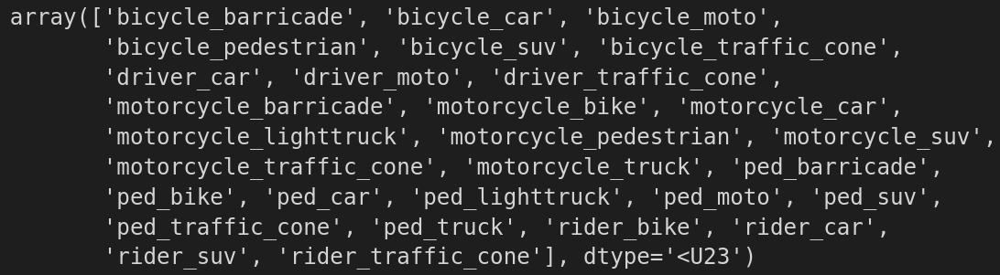 array(['bicycle_barricade', 'bicycle_car', 'bicycle_moto',
       'bicycle_pedestrian', 'bicycle_suv', 'bicycle_traffic_cone',
       'driver_car', 'driver_moto', 'driver_traffic_cone',
       'motorcycle_barricade', 'motorcycle_bike', 'motorcycle_car',
       'motorcycle_lighttruck', 'motorcycle_pedestrian', 'motorcycle_suv',
       'motorcycle_traffic_cone', 'motorcycle_truck', 'ped_barricade',
       'ped_bike', 'ped_car', 'ped_lighttruck', 'ped_moto', 'ped_suv',
       'ped_traffic_cone', 'ped_truck', 'rider_bike', 'rider_car',
       'rider_suv', 'rider_traffic_cone'], dtype='<U23')